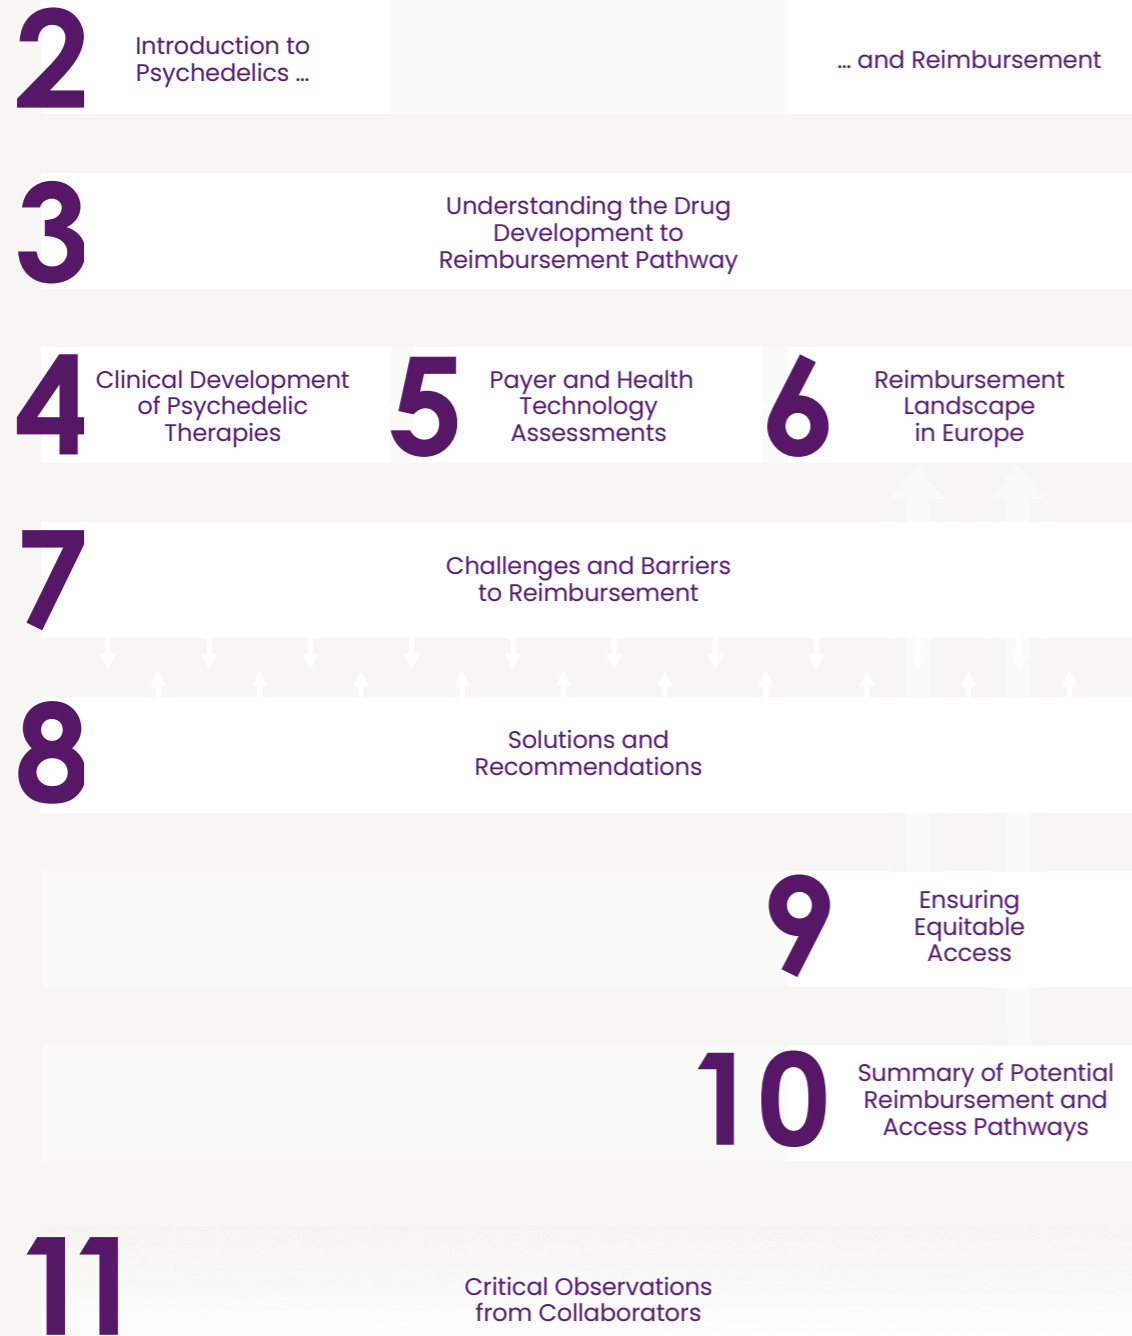 2
Introduction to
Psychedelics ...
... and Reimbursement
3
Understanding the Drug
Development to
Reimbursement Pathway
4
Clinical Development
of Psychedelic
Therapies
5
Payer and Health
Technology
Assessments
6
Reimbursement
Landscape
in Europe
7
Challenges and Barriers
to Reimbursement
8
Solutions and
Recommendations
9
Ensuring
Equitable
Access
10
Summary of Potential
Reimbursement and
Access Pathways
11
Critical Observations
from Collaborators